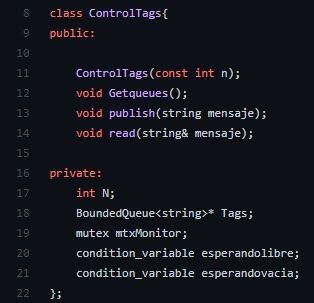 8 class ControlTags{
9 public:
10
11 ControlTags(const int n);
12 void Getqueues();
13 void publish(string mensaje);
14 void read(string& mensaje);
15
16 private:
17 int N;
18 BoundedQueue<string>* Tags;
19 mutex mtxMonitor;
20 condition_variable esperandolibre;
21 condition_variable esperandovacia;
22 };